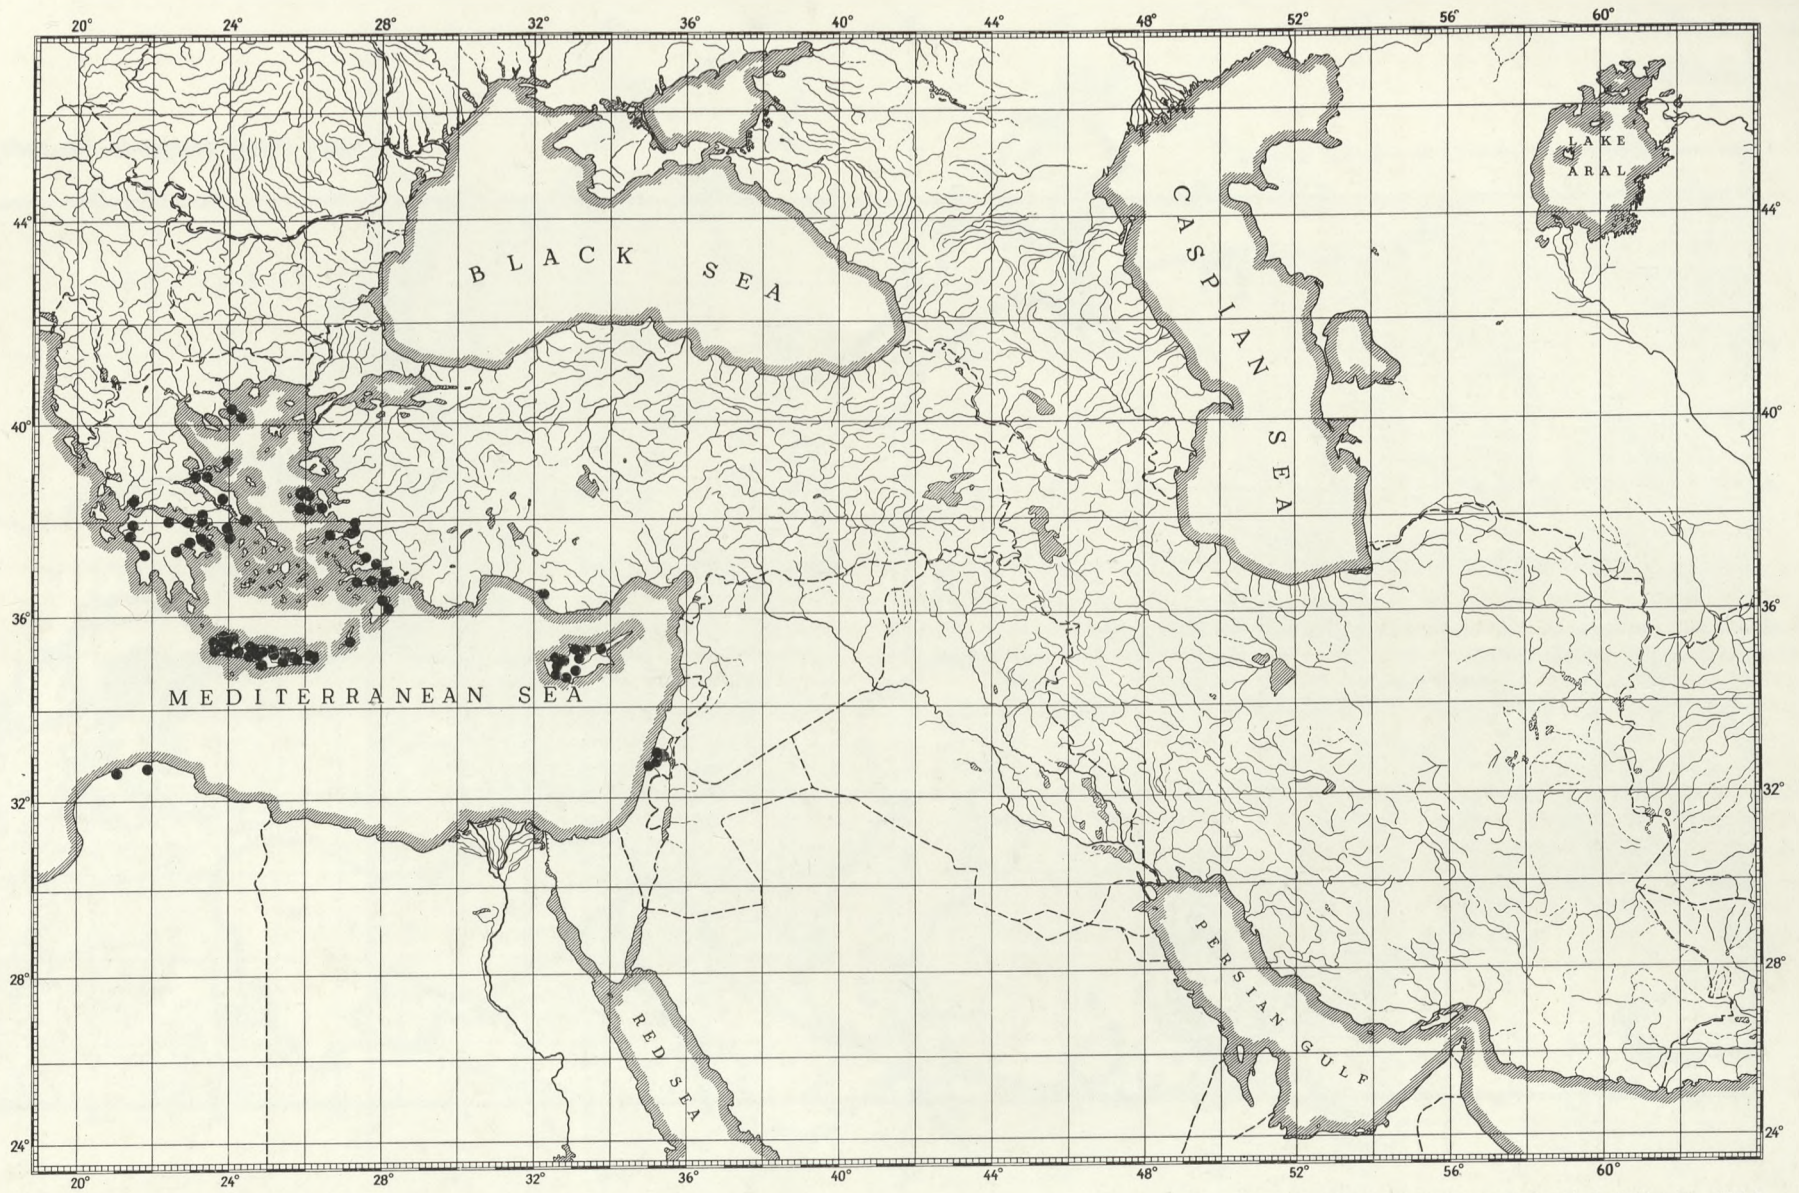 20° 24° 28° 32° 36° 40° 44° 48° 52° 56° 60°
LAKE
ARAL
44° 44°
BLACK SEA
CASPIAN SEA
40° 40°
36° 36°
MEDITERRANEAN SEA
32° 32°
PERSIAN GULF
28° 28°
RED SEA
24° 24°
20° 24° 28° 32° 36° 40° 44° 48° 52° 56° 60°